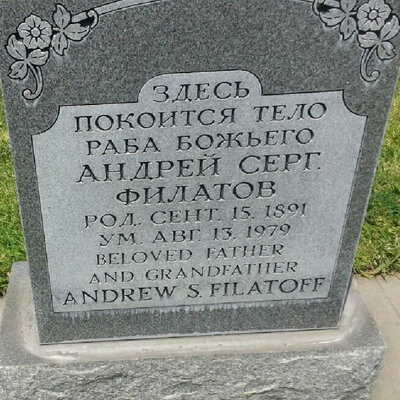 ЗДЕСЬ
ПОКОИТСЯ ТЕЛО
РАБА БОЖЬЕГО
АНДРЕЙ СЕРГ.
ФИЛАТОВ
РОД. СЕНТ. 15. 1891
УМ. АВГ. 13. 1979
BELOVED FATHER
AND GRANDFATHER
ANDREW S. FILATOFF